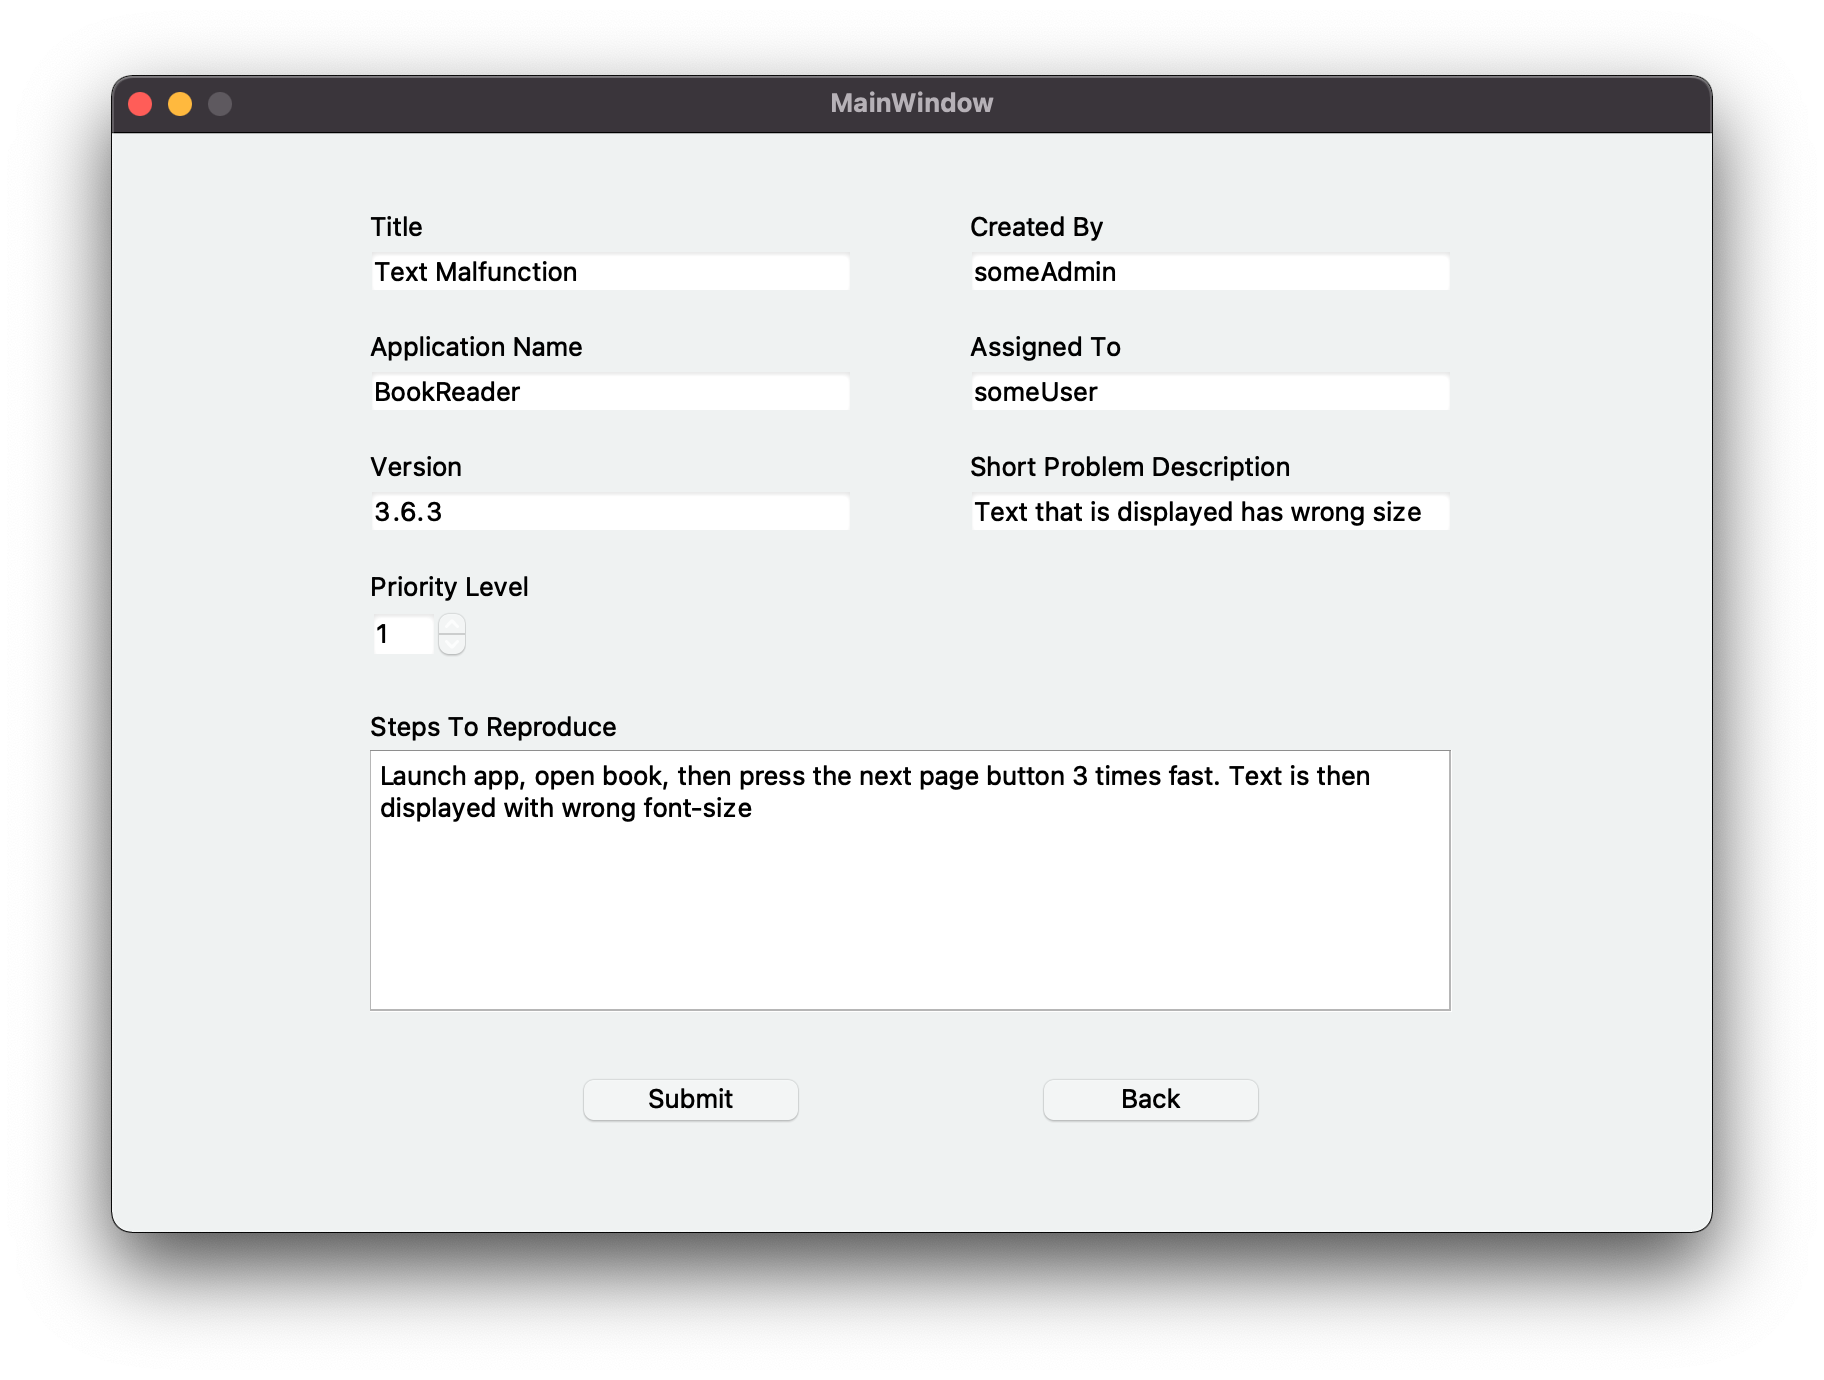 MainWindow
Title
Text Malfunction
Created By
someAdmin
Application Name
BookReader
Assigned To
someUser
Version
3.6.3
Short Problem Description
Text that is displayed has wrong size
Priority Level
1
Steps To Reproduce
Launch app, open book, then press the next page button 3 times fast. Text is then
displayed with wrong font-size
Submit
Back